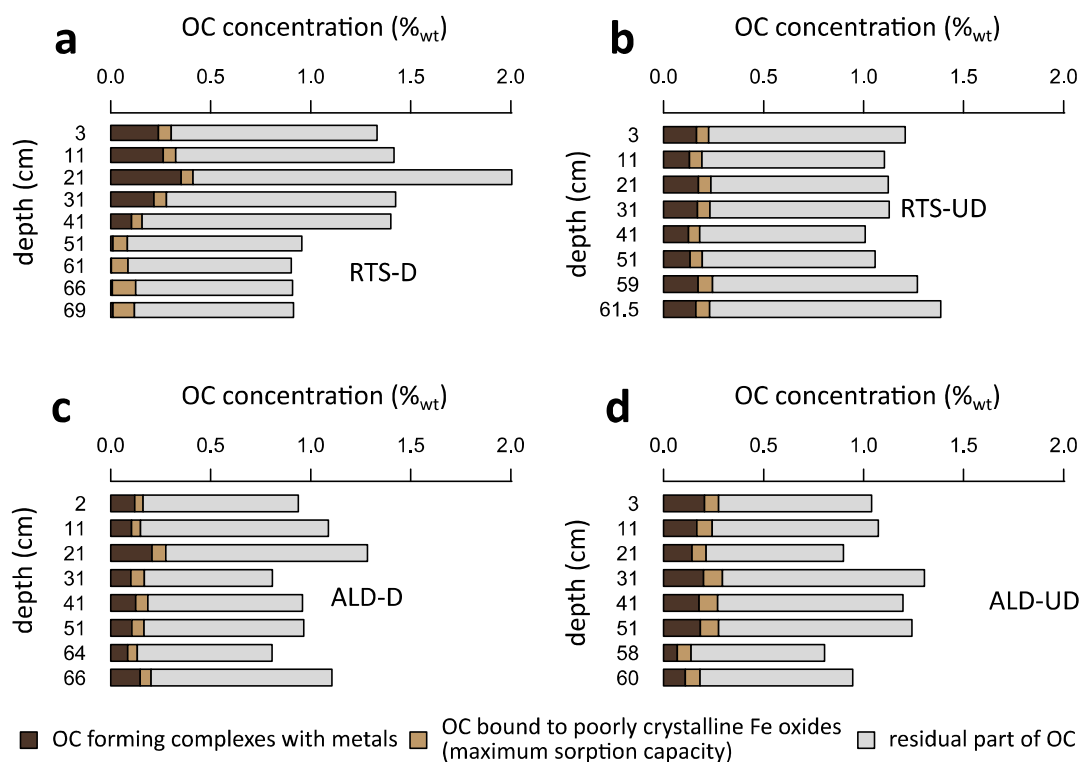 a
OC concentration (%wt)
0.0 0.5 1.0 1.5 2.0
depth (cm)
3
11
21
31
41
51
61
66
69
RTS-D
b
OC concentration (%wt)
0.0 0.5 1.0 1.5 2.0
depth (cm)
3
11
21
31
41
51
59
61.5
RTS-UD
c
OC concentration (%wt)
0.0 0.5 1.0 1.5 2.0
depth (cm)
2
11
21
31
41
51
64
66
ALD-D
d
OC concentration (%wt)
0.0 0.5 1.0 1.5 2.0
depth (cm)
3
11
21
31
41
51
58
60
ALD-UD
OC forming complexes with metals
OC bound to poorly crystalline Fe oxides
(maximum sorption capacity)
residual part of OC